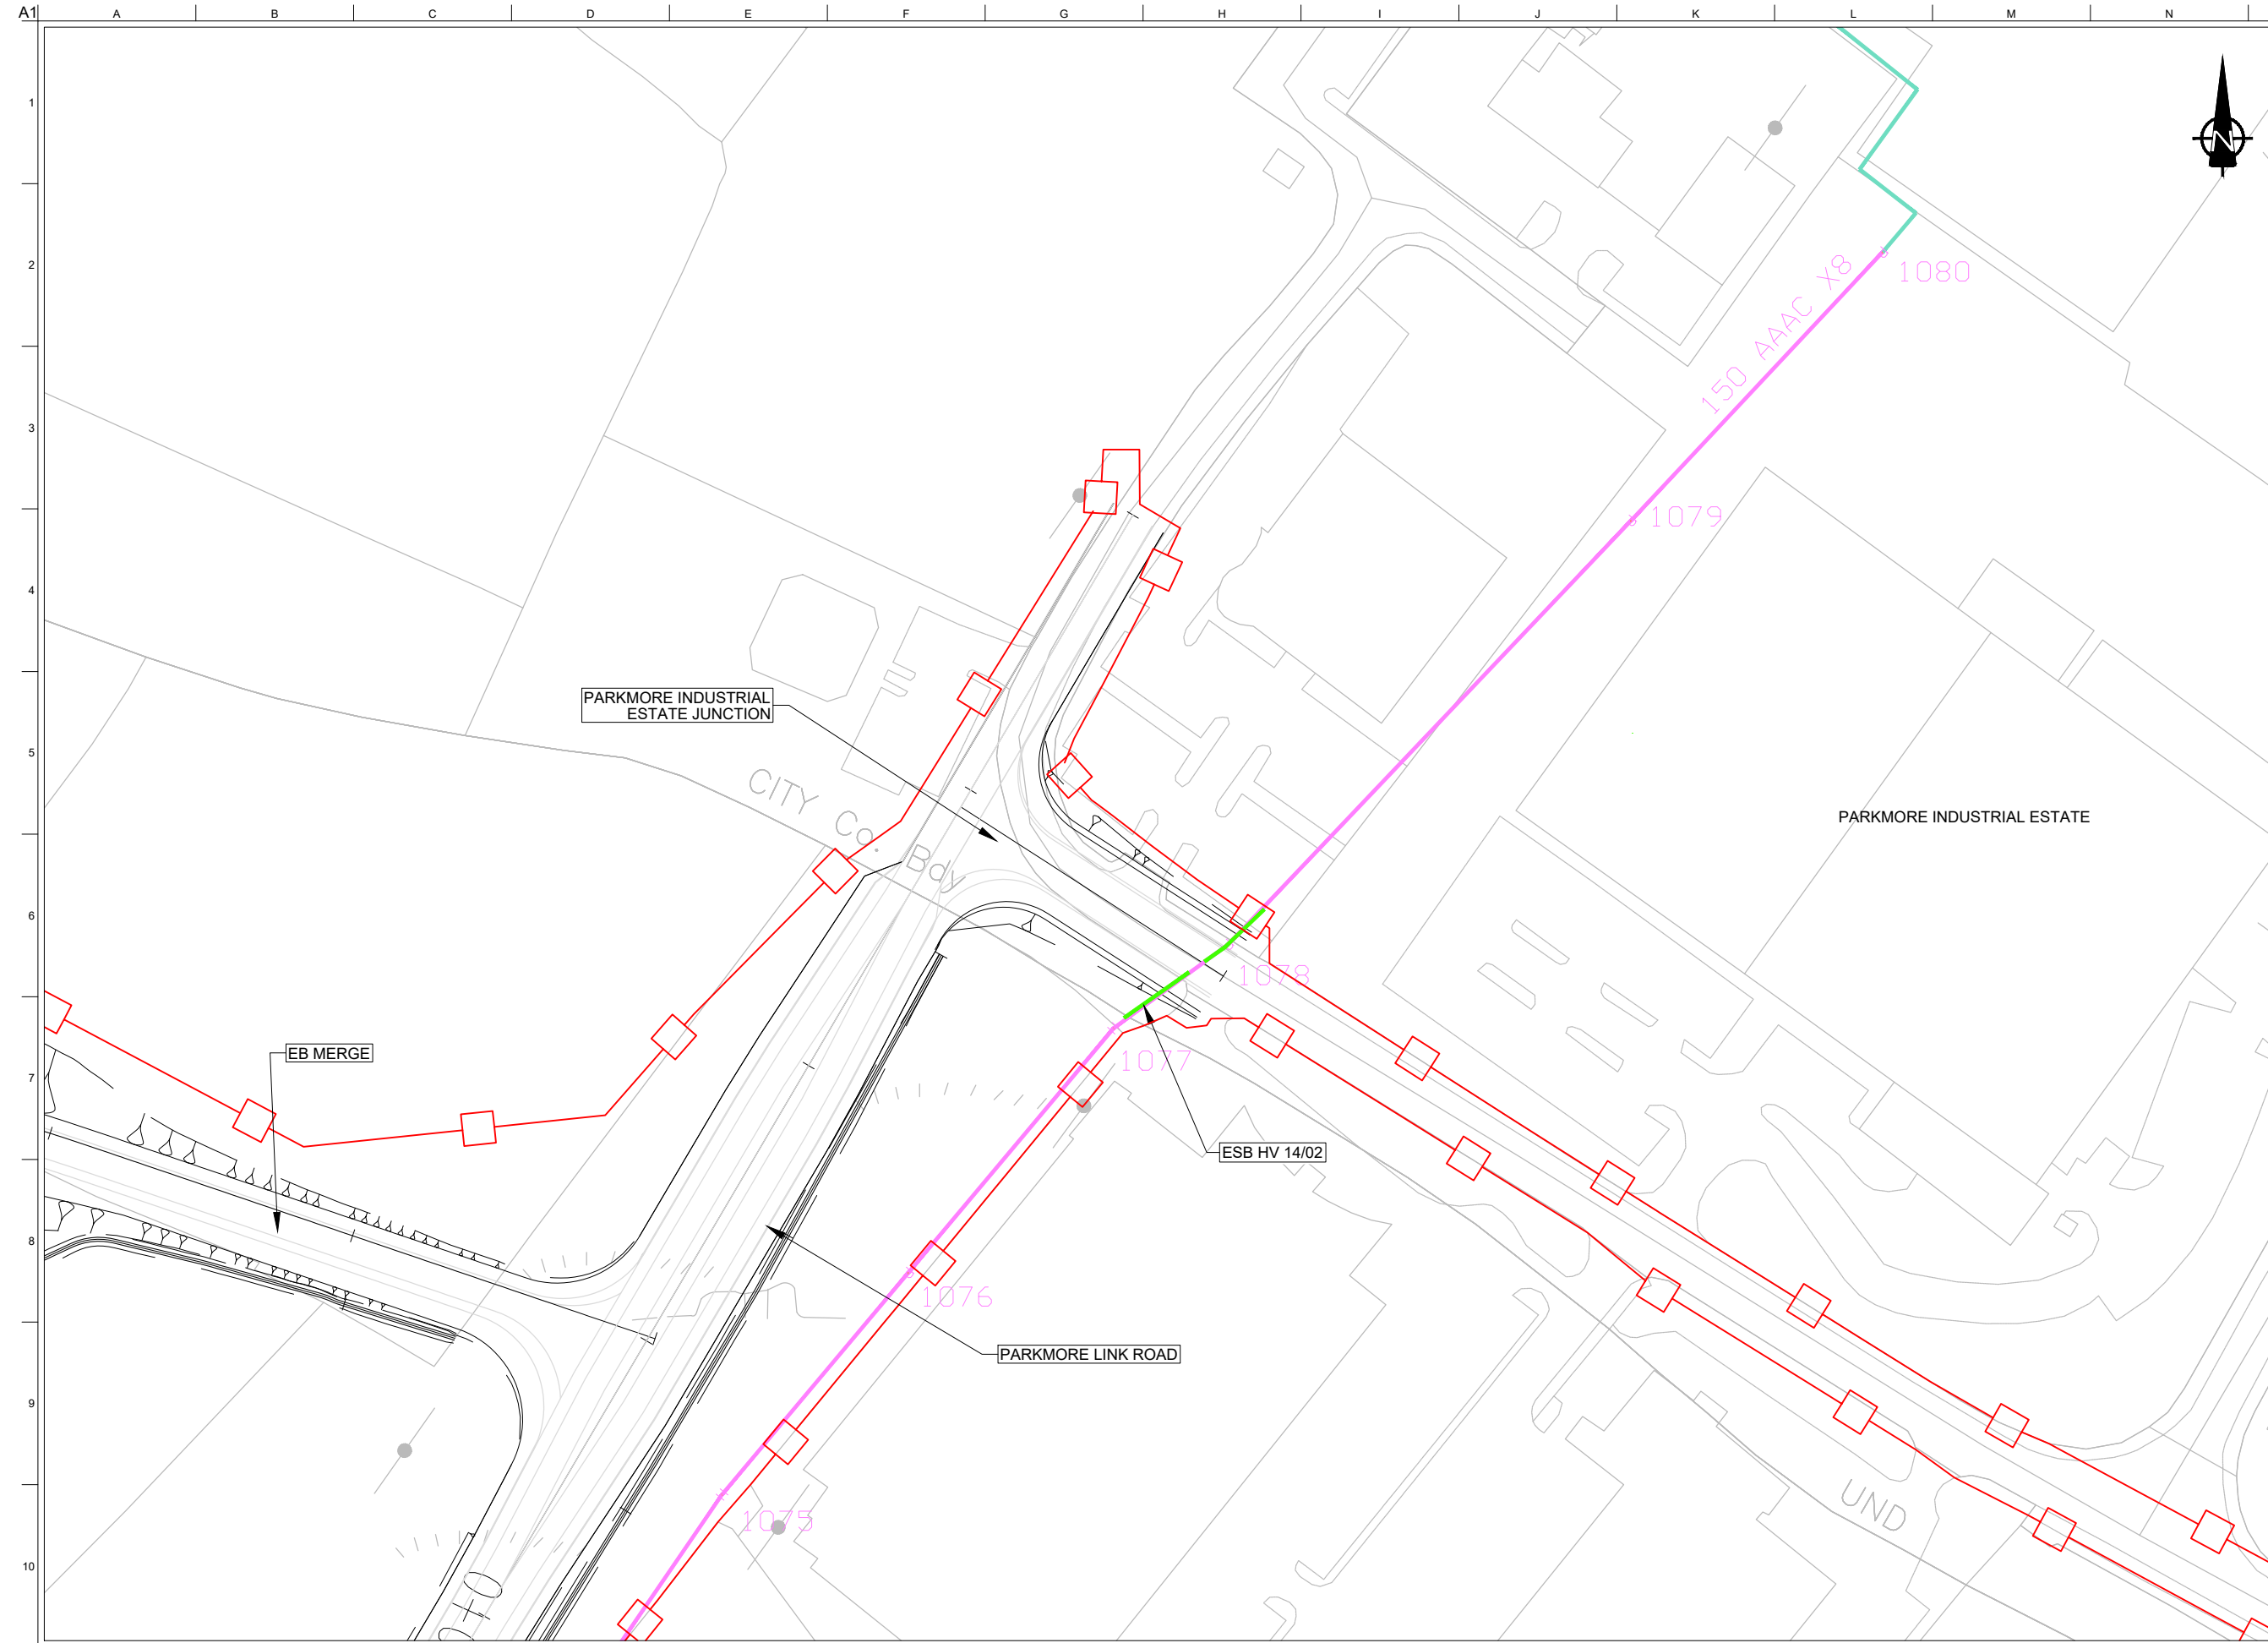 A1
A B C D E F G H I J K L M N
1
N
2
1080
150 AAAC X8
3
1079
4
PARKMORE INDUSTRIAL
ESTATE JUNCTION
5
CITY Co. Bdy
PARKMORE INDUSTRIAL ESTATE
6
1078
EB MERGE
1077
7
ESB HV 14/02
8
1076
PARKMORE LINK ROAD
9
UND
1075
10
0+0